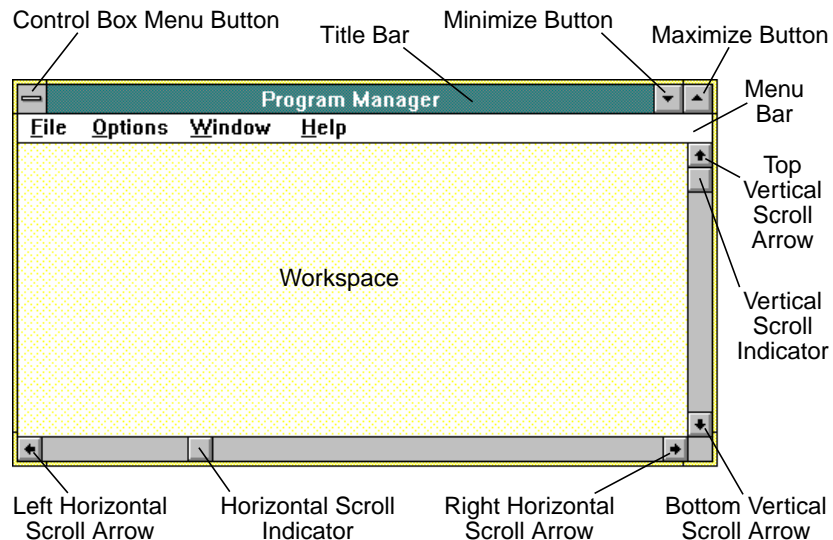 Control Box Menu Button
Title Bar
Minimize Button
Maximize Button
Program Manager
Menu
Bar
File Options Window Help
Top
Vertical
Scroll
Arrow
Workspace
Vertical
Scroll
Indicator
Left Horizontal
Scroll Arrow
Horizontal Scroll
Indicator
Right Horizontal
Scroll Arrow
Bottom Vertical
Scroll Arrow